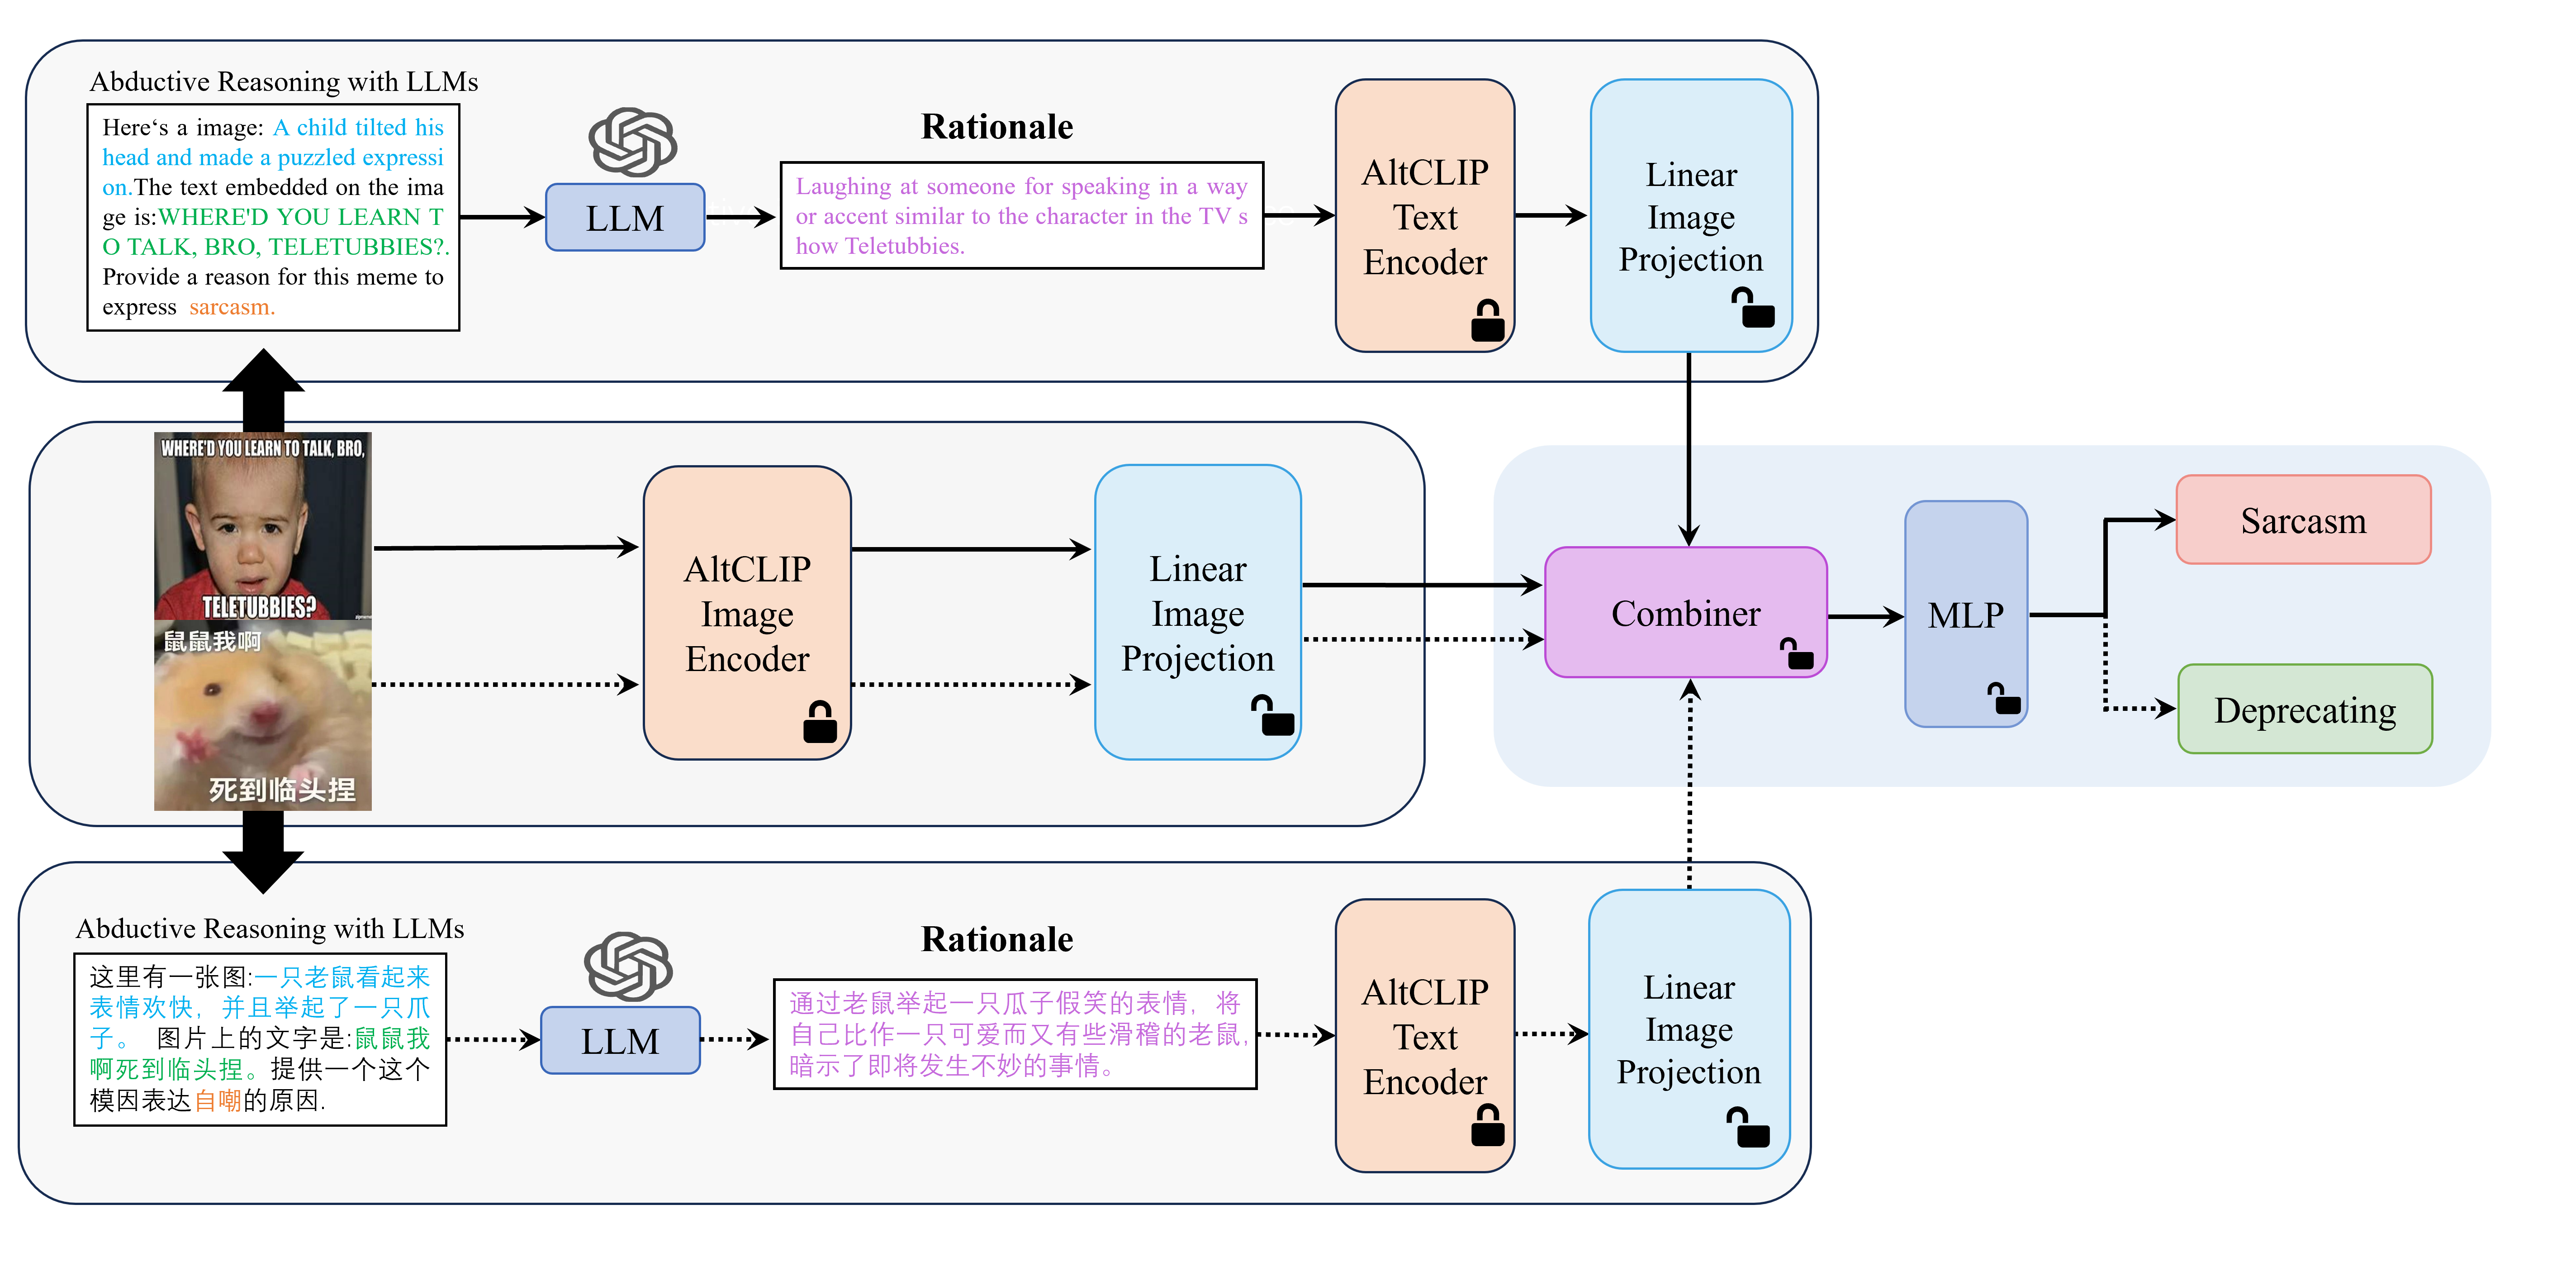 Abductive Reasoning with LLMs
Here‘s a image: A child tilted his
head and made a puzzled expressi
on.The text embedded on the ima
ge is:WHERE'D YOU LEARN T
O TALK, BRO, TELETUBBIES?.
Provide a reason for this meme to
express sarcasm.
LLM
Rationale
Laughing at someone for speaking in a way
or accent similar to the character in the TV s
how Teletubbies.
AltCLIP
Text
Encoder
Linear
Image
Projection
WHERE'D YOU LEARN TO TALK, BRO,
TELETUBBIES?
鼠鼠我啊
死到临头捏
AltCLIP
Image
Encoder
Linear
Image
Projection
Combiner
MLP
Sarcasm
Deprecating
Abductive Reasoning with LLMs
这里有一张图:一只老鼠看起来
表情欢快，并且举起了一只爪
子。 图片上的文字是:鼠鼠我
啊死到临头捏。提供一个这个
模因表达自嘲的原因.
LLM
Rationale
通过老鼠举起一只瓜子假笑的表情，将
自己比作一只可爱而又有些滑稽的老鼠,
暗示了即将发生不妙的事情。
AltCLIP
Text
Encoder
Linear
Image
Projection